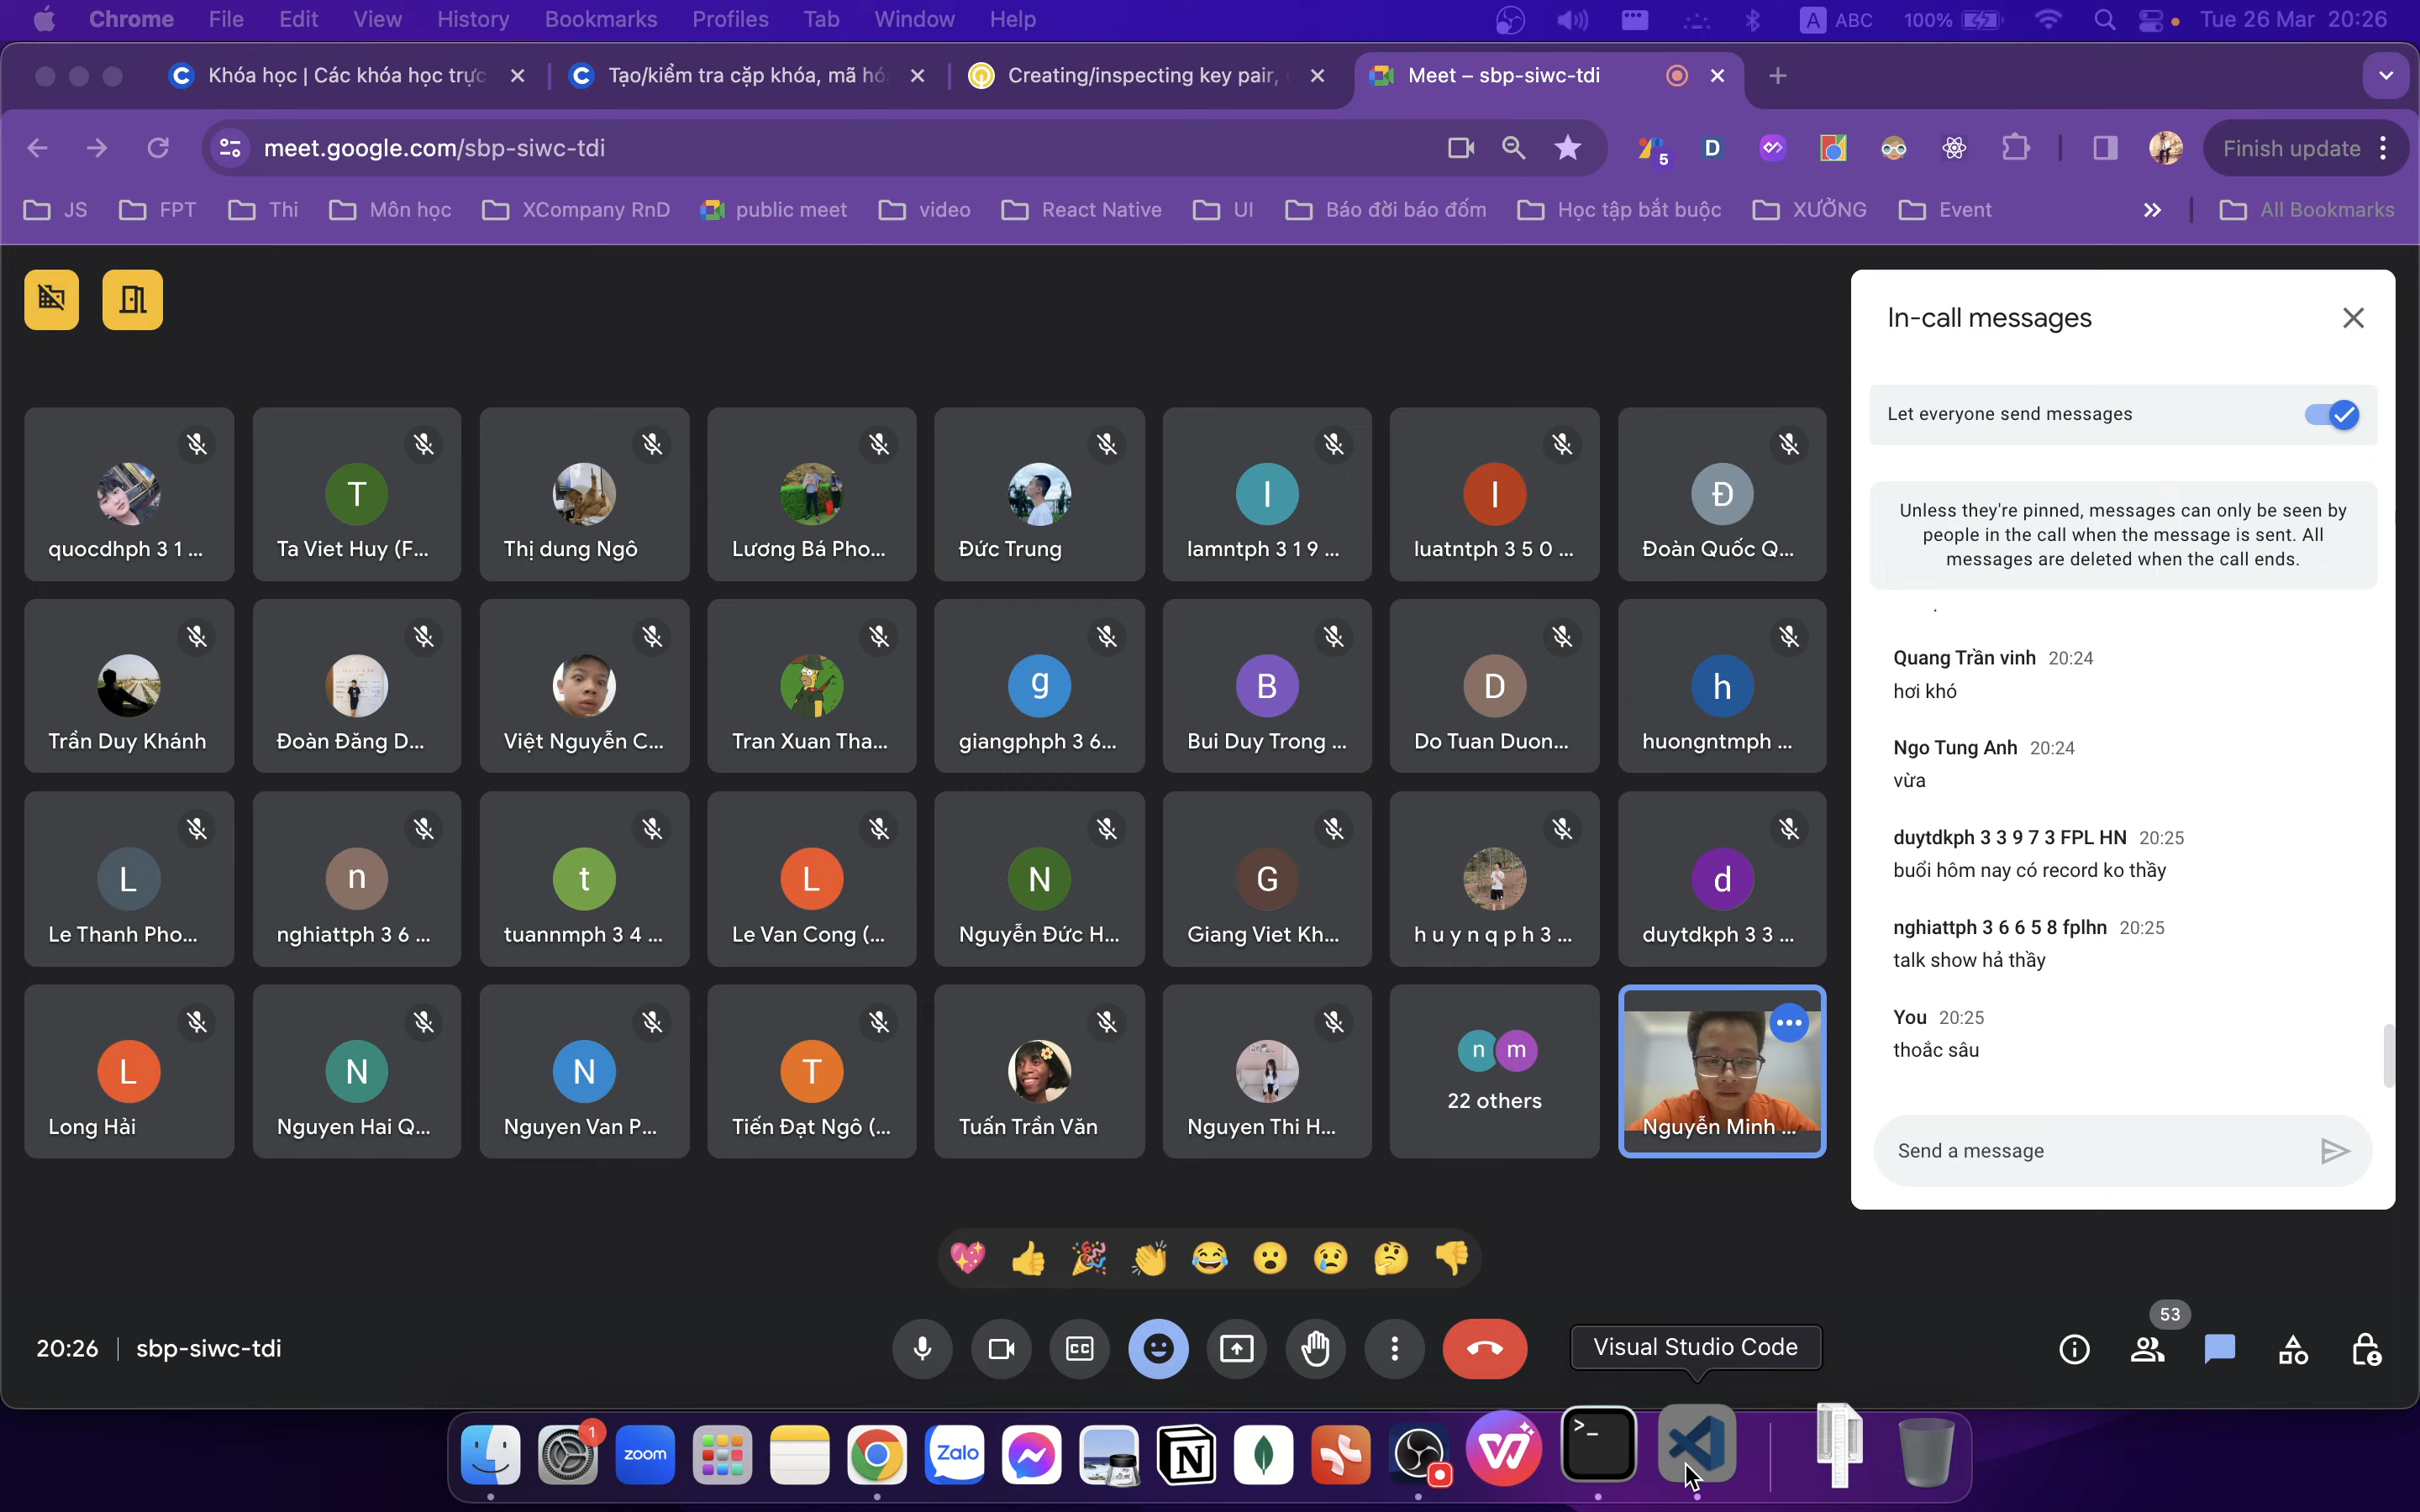 Chrome File Edit View History Bookmarks Profiles Tab Window Help A ABC 100% Tue 26 Mar 20:26
Khóa học | Các khóa học trực
Tạo/kiểm tra cặp khóa, mã hó
Creating/inspecting key pair,
Meet – sbp-siwc-tdi
meet.google.com/sbp-siwc-tdi
5
D
Finish update
JS FPT Thi Môn học XCompany RnD public meet video React Native UI Báo đời báo đốm Học tập bắt buộc XƯỞNG Event All Bookmarks
quocdhph 3 1 ...
T
Ta Viet Huy (F...
Thị dung Ngô
Lương Bá Pho...
Đức Trung
l
lamntph 3 1 9 ...
l
luatntph 3 5 0 ...
Đ
Đoàn Quốc Q...
Trần Duy Khánh
Đoàn Đăng D...
Việt Nguyễn C...
Tran Xuan Tha...
g
giangphph 3 6...
B
Bui Duy Trong ...
D
Do Tuan Duon...
h
huongntmph ...
L
Le Thanh Pho...
n
nghiattph 3 6 ...
t
tuannmph 3 4 ...
L
Le Van Cong (...
N
Nguyễn Đức H...
G
Giang Viet Kh...
h u y n q p h 3 ...
d
duytdkph 3 3 ...
L
Long Hải
N
Nguyen Hai Q...
N
Nguyen Van P...
T
Tiến Đạt Ngô (...
Tuấn Trần Văn
Nguyen Thi H...
n m
22 others
Nguyễn Minh ...
In-call messages
Let everyone send messages
Unless they're pinned, messages can only be seen by
people in the call when the message is sent. All
messages are deleted when the call ends.
Quang Trần vinh 20:24
hơi khó
Ngo Tung Anh 20:24
vừa
duytdkph 3 3 9 7 3 FPL HN 20:25
buổi hôm nay có record ko thầy
nghiattph 3 6 6 5 8 fplhn 20:25
talk show hả thầy
You 20:25
thoắc sâu
Send a message
20:26 sbp-siwc-tdi
CC
Visual Studio Code
53
1
zoom
Zalo